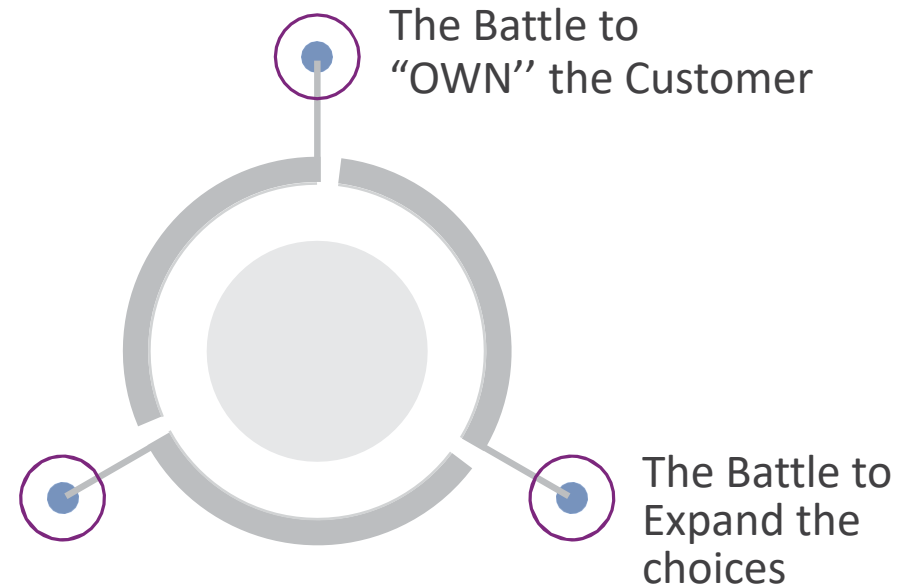 The Battle to
“OWN’’ the Customer
The Battle to
Expand the
choices